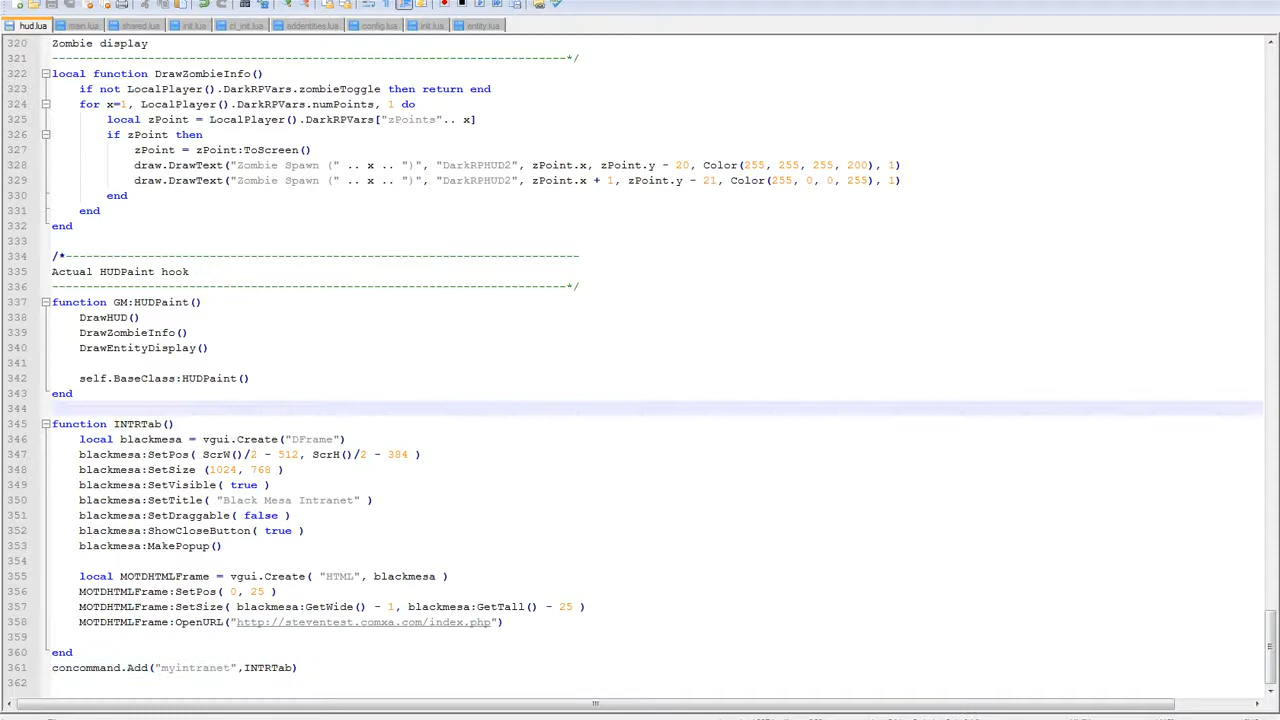 hud.lua main.lua shared.lua init.lua cl_init.lua addentities.lua config.lua init.lua entity.lua
320 Zombie display
321 ---------------------------------------------------------------------------*/
322 local function DrawZombieInfo()
323 if not LocalPlayer().DarkRPVars.zombieToggle then return end
324 for x=1, LocalPlayer().DarkRPVars.numPoints, 1 do
325 local zPoint = LocalPlayer().DarkRPVars["zPoints".. x]
326 if zPoint then
327 zPoint = zPoint:ToScreen()
328 draw.DrawText("Zombie Spawn (" .. x .. ")", "DarkRPHUD2", zPoint.x, zPoint.y - 20, Color(255, 255, 255, 200), 1)
329 draw.DrawText("Zombie Spawn (" .. x .. ")", "DarkRPHUD2", zPoint.x + 1, zPoint.y - 21, Color(255, 0, 0, 255), 1)
330 end
331 end
332 end
333
334 /*---------------------------------------------------------------------------
335 Actual HUDPaint hook
336 ---------------------------------------------------------------------------*/
337 function GM:HUDPaint()
338 DrawHUD()
339 DrawZombieInfo()
340 DrawEntityDisplay()
341
342 self.BaseClass:HUDPaint()
343 end
344
345 function INTRTab()
346 local blackmesa = vgui.Create("DFrame")
347 blackmesa:SetPos( ScrW()/2 - 512, ScrH()/2 - 384 )
348 blackmesa:SetSize (1024, 768 )
349 blackmesa:SetVisible( true )
350 blackmesa:SetTitle( "Black Mesa Intranet" )
351 blackmesa:SetDraggable( false )
352 blackmesa:ShowCloseButton( true )
353 blackmesa:MakePopup()
354
355 local MOTDHTMLFrame = vgui.Create( "HTML", blackmesa )
356 MOTDHTMLFrame:SetPos( 0, 25 )
357 MOTDHTMLFrame:SetSize( blackmesa:GetWide() - 1, blackmesa:GetTall() - 25 )
358 MOTDHTMLFrame:OpenURL("http://steventest.comxa.com/index.php")
359
360 end
361 concommand.Add("myintranet",INTRTab)
362